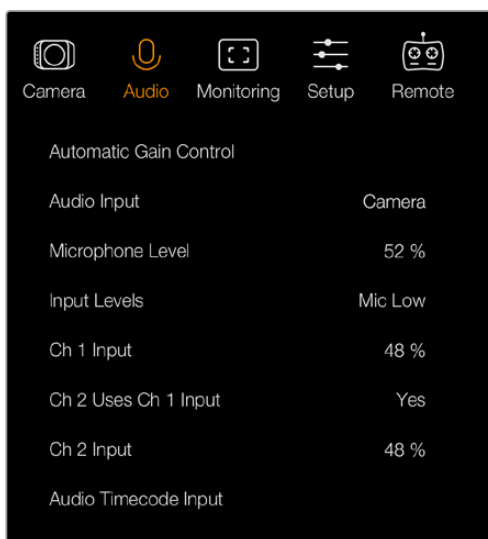 Camera Audio Monitoring Setup Remote
Automatic Gain Control
Audio Input Camera
Microphone Level 52 %
Input Levels Mic Low
Ch 1 Input 48 %
Ch 2 Uses Ch 1 Input Yes
Ch 2 Input 48 %
Audio Timecode Input